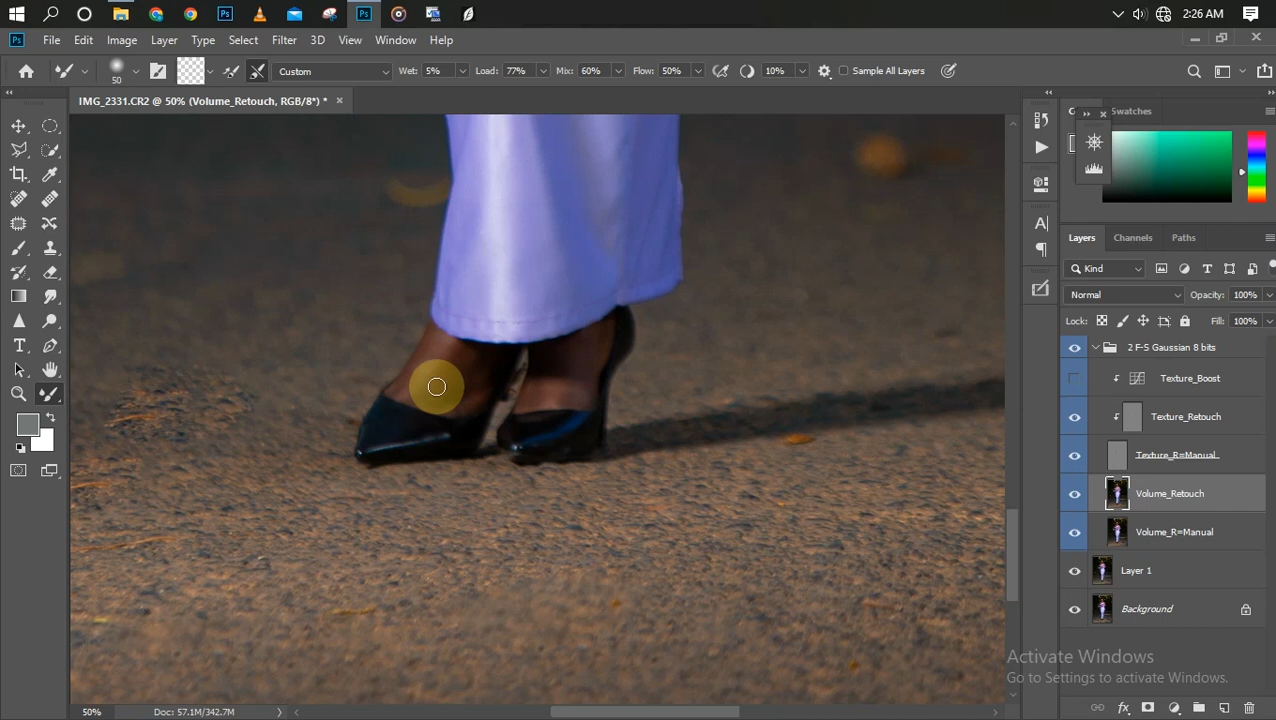 2:26 AM
File Edit Image Layer Type Select Filter 3D View Window Help
50 Custom Wet: 5% Load: 77% Mix: 60% Flow: 50% 10% Sample All Layers
IMG_2331.CR2 @ 50% (Volume_Retouch, RGB/8*) *
Swatches
Layers Channels Paths
Kind
Normal Opacity: 100%
Lock: Fill: 100%
2 F-S Gaussian 8 bits
Texture_Boost
Texture_Retouch
Texture_R=Manual
Volume_Retouch
Volume_R=Manual
Layer 1
Background
Activate Windows
Go to Settings to activate Windows.
50% Doc: 57.1M/342.7M